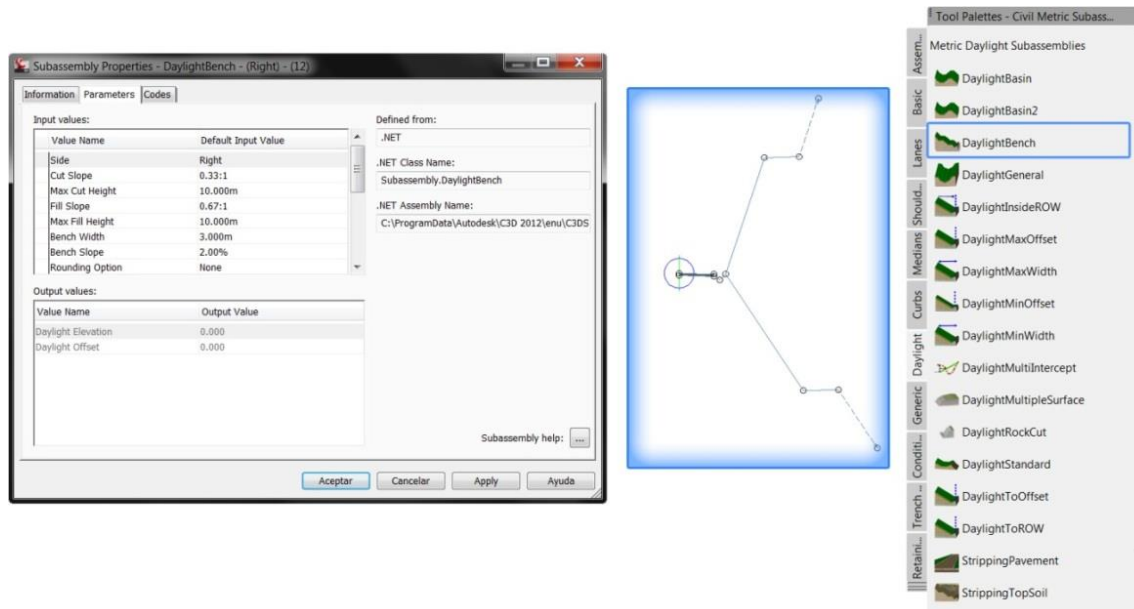 Subassembly Properties - DaylightBench - (Right) - (12)
Information Parameters Codes
Input values:
Value Name Default Input Value
Side Right
Cut Slope 0.33:1
Max Cut Height 10.000m
Fill Slope 0.67:1
Max Fill Height 10.000m
Bench Width 3.000m
Bench Slope 2.00%
Rounding Option None
Output values:
Value Name Output Value
Daylight Elevation 0.000
Daylight Offset 0.000
Defined from:
.NET
.NET Class Name:
Subassembly.DaylightBench
.NET Assembly Name:
C:\ProgramData\Autodesk\C3D 2012\enu\C3DS
Subassembly help: ...
Aceptar Cancelar Apply Ayuda
Tool Palettes - Civil Metric Subass...
Assem...
Basic
Lanes
Should...
Medians
Curbs
Daylight
Generic
Conditi...
Trench ...
Retaini...
Metric Daylight Subassemblies
DaylightBasin
DaylightBasin2
DaylightBench
DaylightGeneral
DaylightInsideROW
DaylightMaxOffset
DaylightMaxWidth
DaylightMinOffset
DaylightMinWidth
DaylightMultiIntercept
DaylightMultipleSurface
DaylightRockCut
DaylightStandard
DaylightToOffset
DaylightToROW
StrippingPavement
StrippingTopSoil